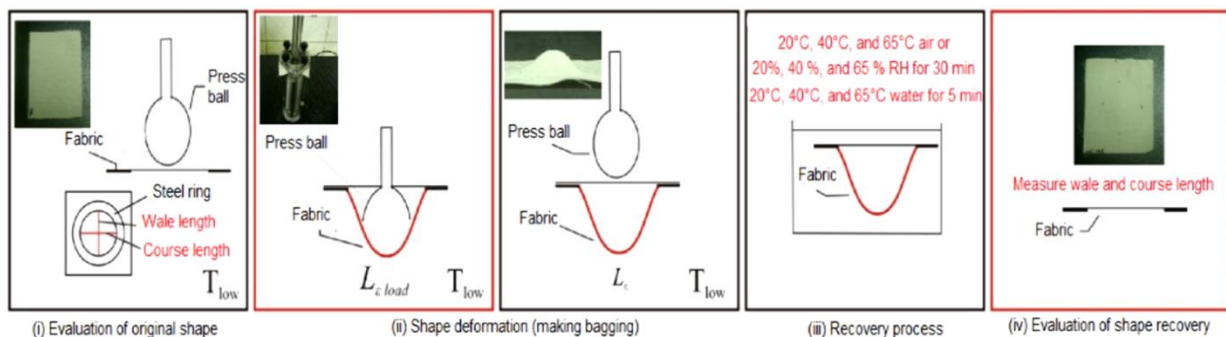 Press
ball
Fabric
Steel ring
Wale length
Course length
T low
(i) Evaluation of original shape
Press ball
Fabric
L ε load
T low
Press ball
Fabric
L ε
T low
(ii) Shape deformation (making bagging)
20°C, 40°C, and 65°C air or
20%, 40 %, and 65 % RH for 30 min
20°C, 40°C, and 65°C water for 5 min
Fabric
(iii) Recovery process
Measure wale and course length
Fabric
(iv) Evaluation of shape recovery